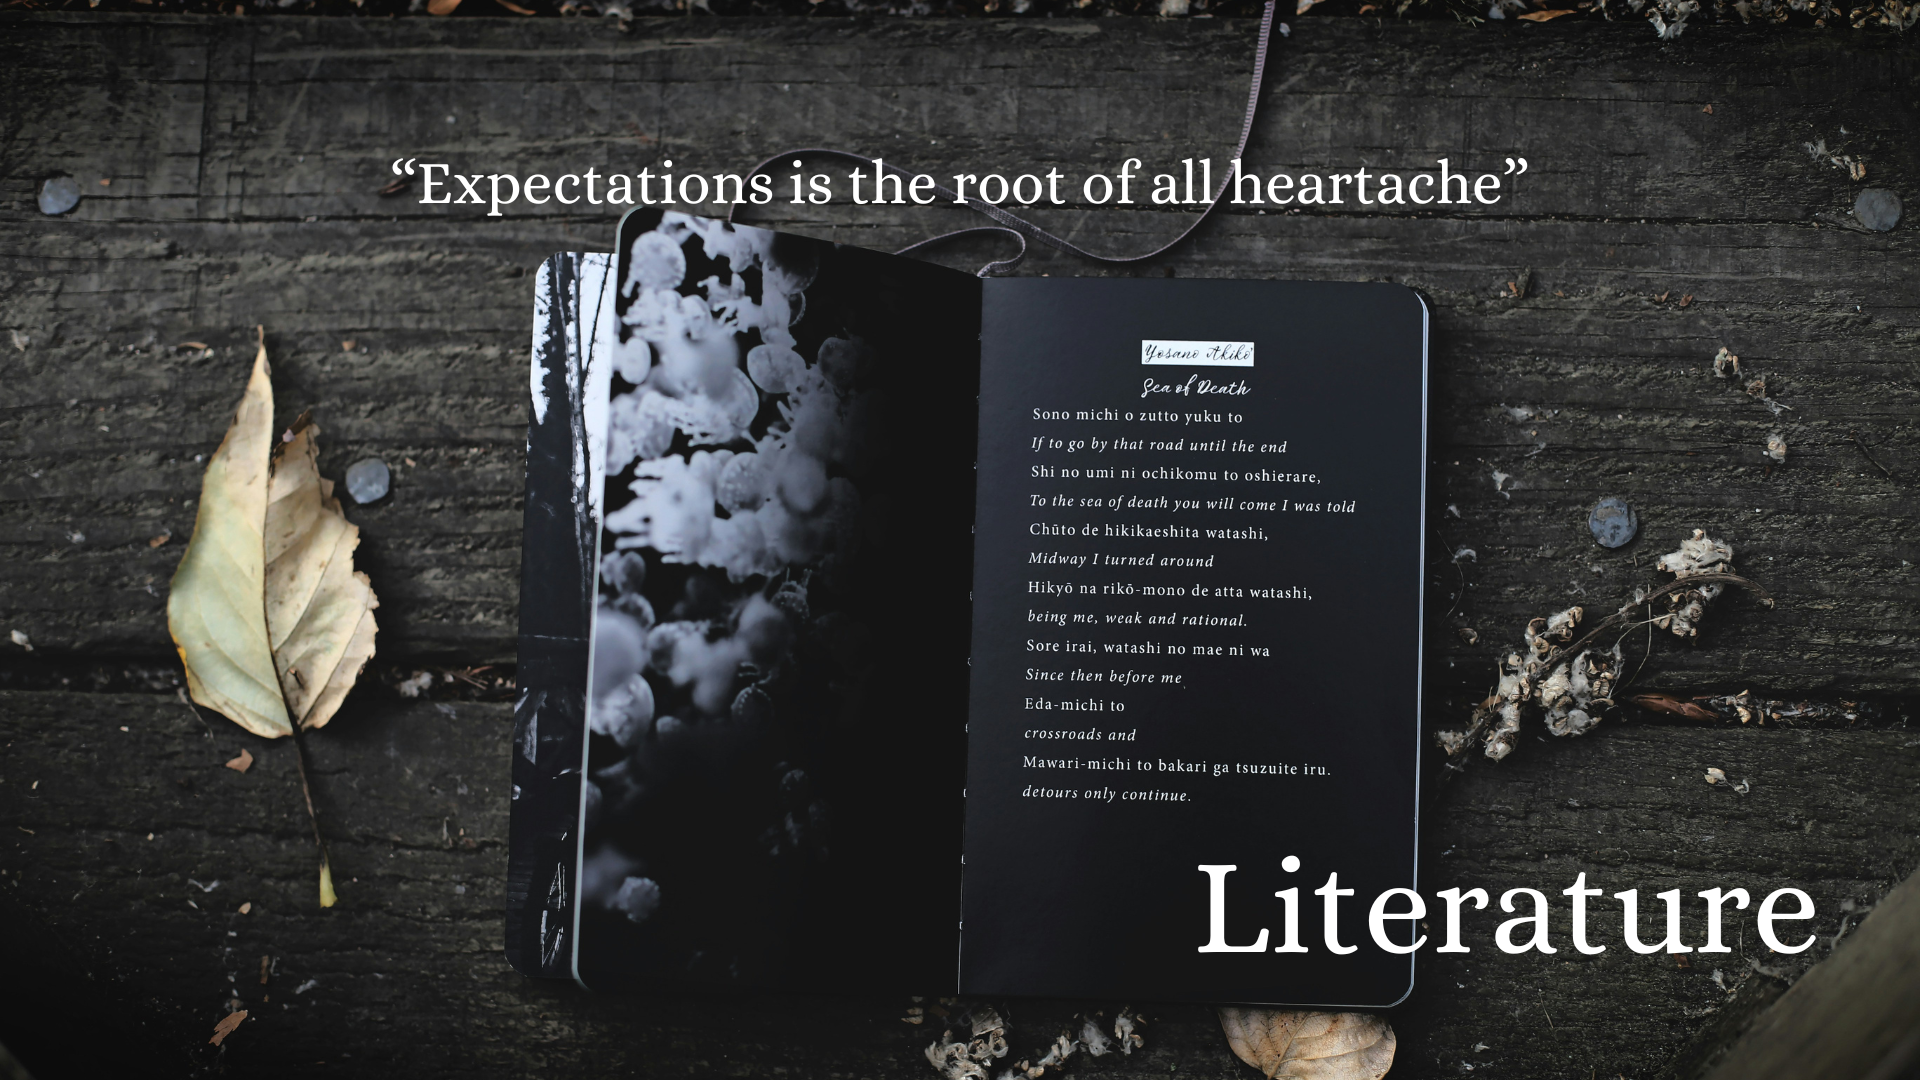 “Expectations is the root of all heartache”
Yosano Akiko
Sea of Death
Sono michi o zutto yuku to
If to go by that road until the end
Shi no umi ni ochikomu to oshierare,
To the sea of death you will come I was told
Chūto de hikikaeshita watashi,
Midway I turned around
Hikyō na rikō-mono de atta watashi,
being me, weak and rational.
Sore irai, watashi no mae ni wa
Since then before me
Eda-michi to
crossroads and
Mawari-michi to bakari ga tsuzuite iru.
detours only continue.
Literature